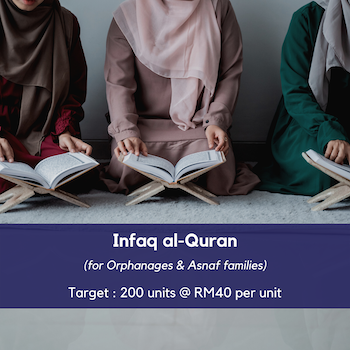 Infaq al-Quran
(for Orphanages & Asnaf families)
Target : 200 units @ RM40 per unit